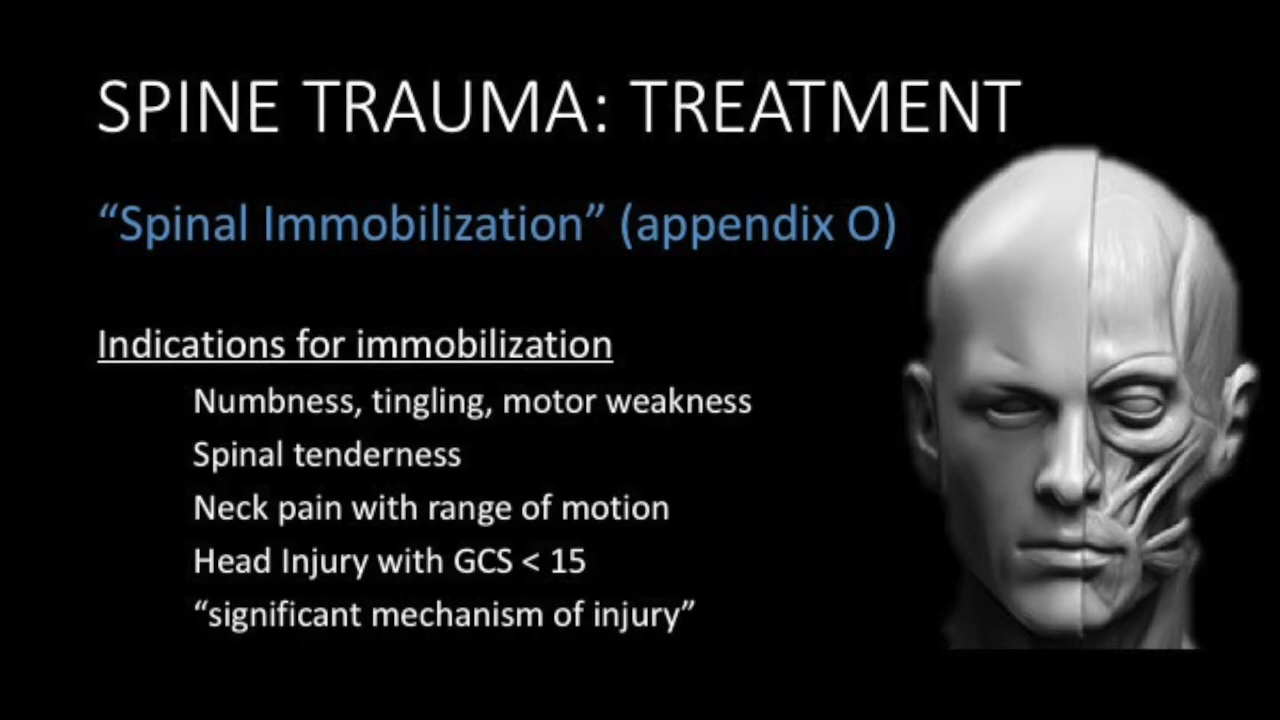 SPINE TRAUMA: TREATMENT
“Spinal Immobilization” (appendix O)
Indications for immobilization
Numbness, tingling, motor weakness
Spinal tenderness
Neck pain with range of motion
Head Injury with GCS < 15
“significant mechanism of injury”